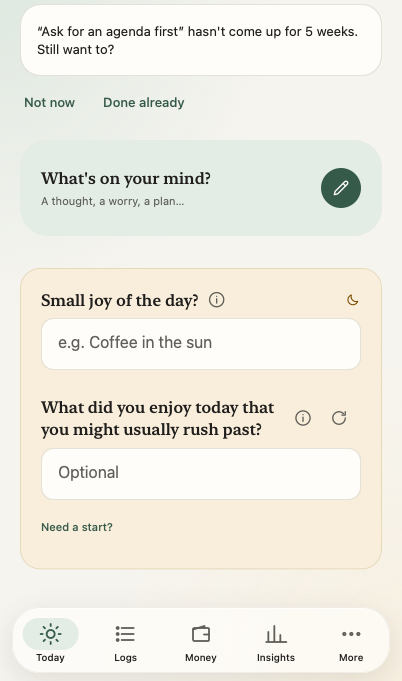 “Ask for an agenda first” hasn't come up for 5 weeks.
Still want to?
Not now
Done already
What's on your mind?
A thought, a worry, a plan...
Small joy of the day?
e.g. Coffee in the sun
What did you enjoy today that
you might usually rush past?
Optional
Need a start?
Today
Logs
Money
Insights
More